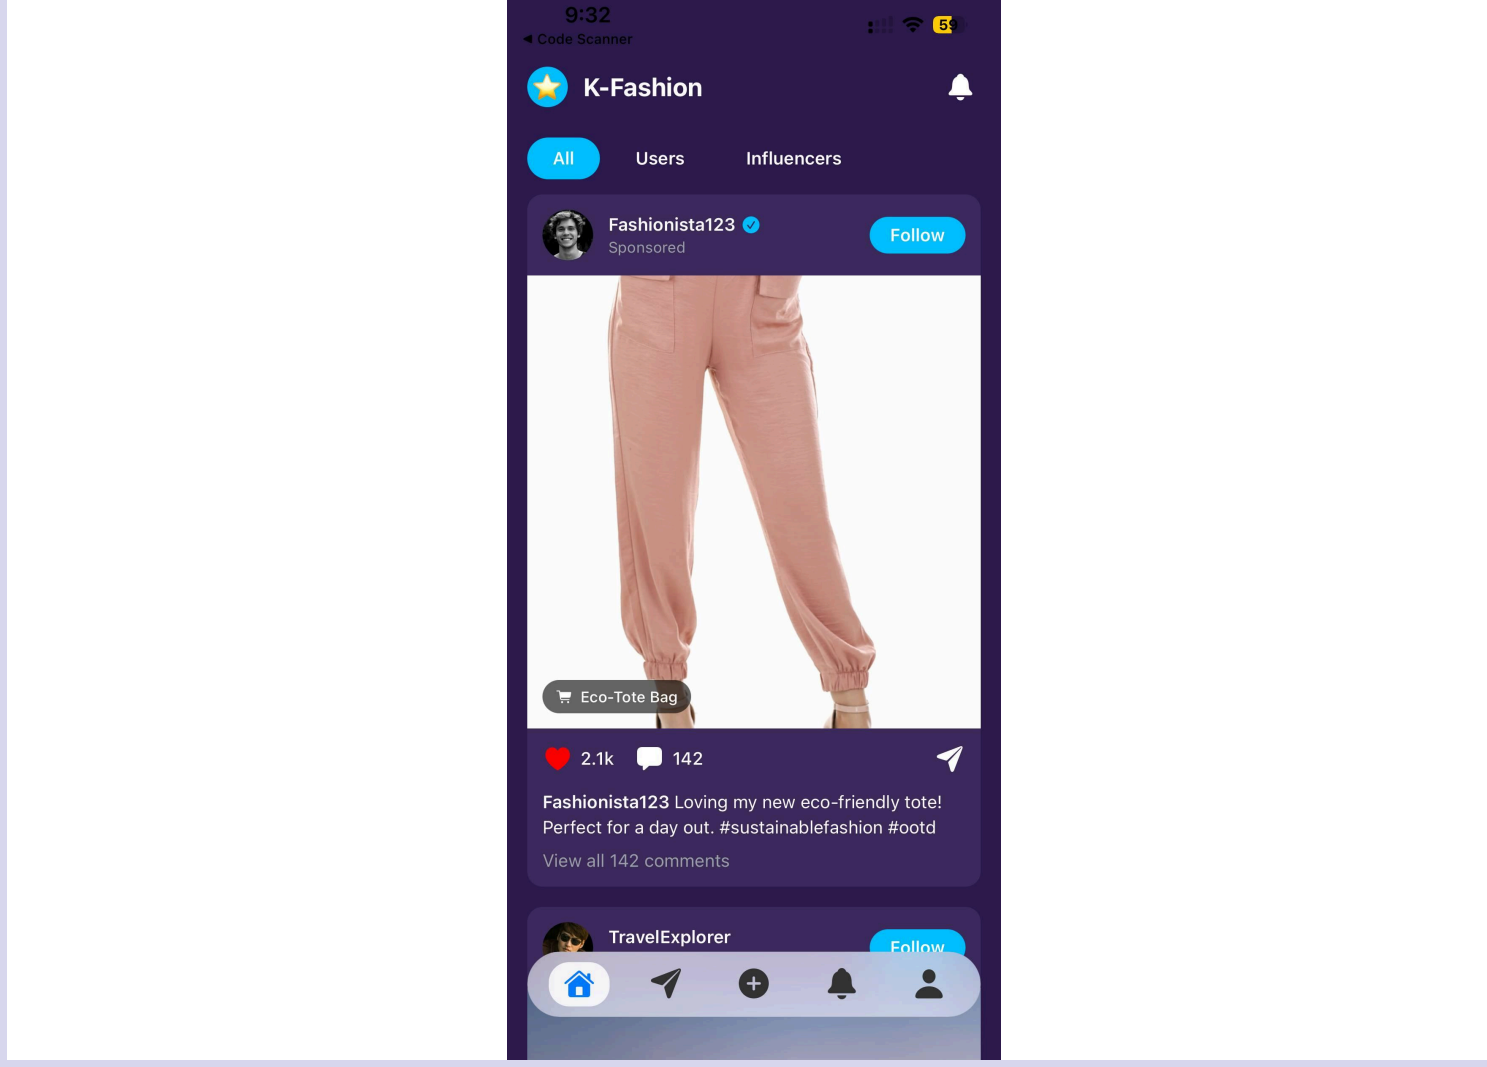 9:32
59
◀ Code Scanner
K-Fashion
All Users Influencers
Fashionista123
Sponsored
Follow
Eco-Tote Bag
2.1k 142
Fashionista123 Loving my new eco-friendly tote!
Perfect for a day out. #sustainablefashion #ootd
View all 142 comments
TravelExplorer
Follow